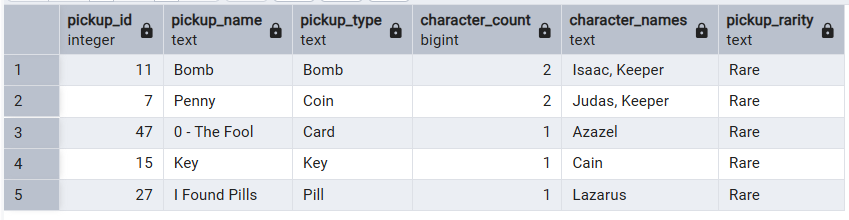 pickup_id pickup_name pickup_type character_count character_names pickup_rarity
integer text text bigint text text
1 11 Bomb Bomb 2 Isaac, Keeper Rare
2 7 Penny Coin 2 Judas, Keeper Rare
3 47 0 - The Fool Card 1 Azazel Rare
4 15 Key Key 1 Cain Rare
5 27 I Found Pills Pill 1 Lazarus Rare